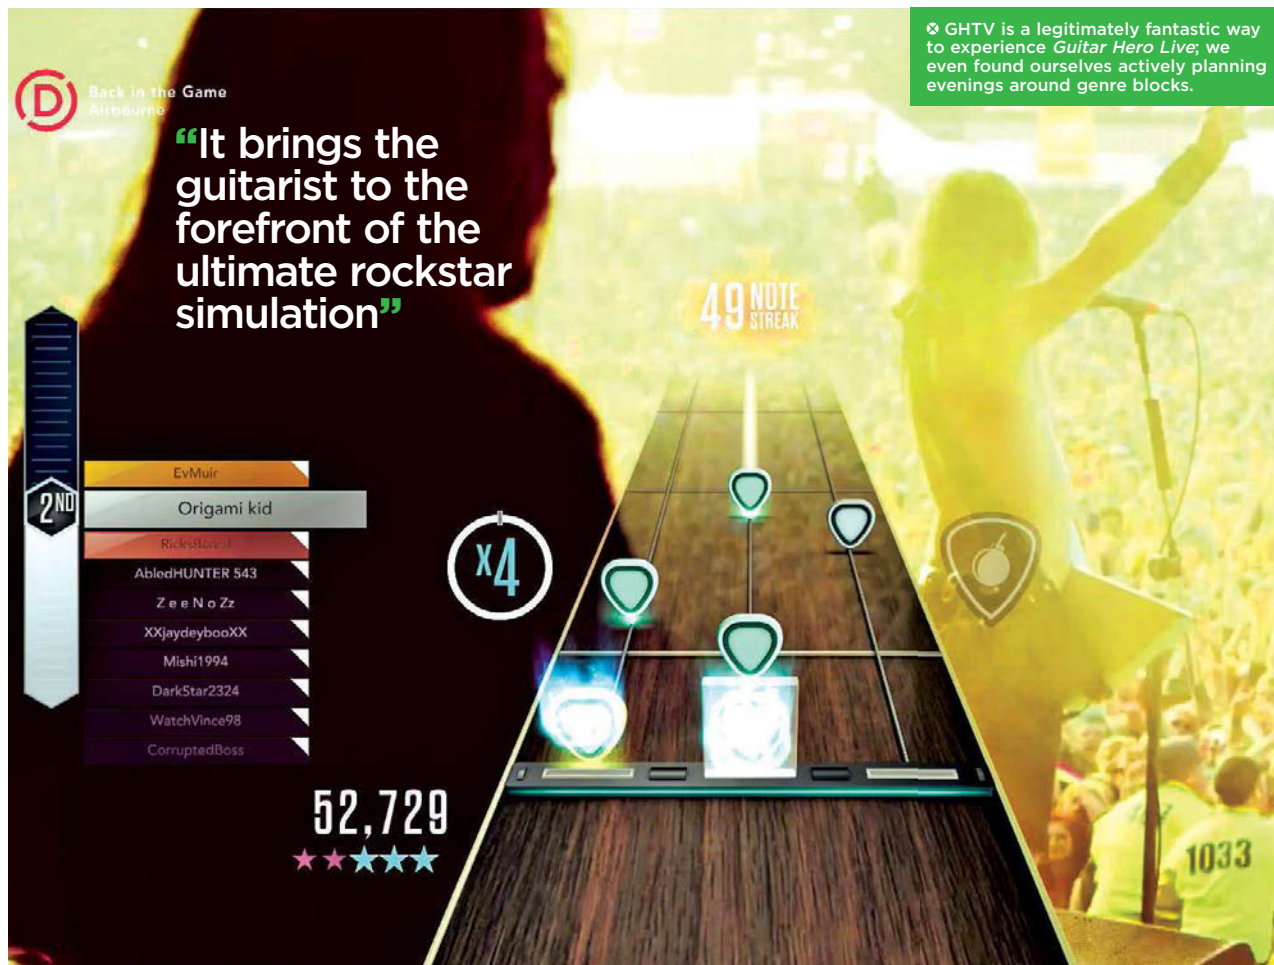 GHTV is a legitimately fantastic way
to experience Guitar Hero Live; we
even found ourselves actively planning
evenings around genre blocks.
D
Back in the Game
Airbourne
“It brings the
guitarist to the
forefront of the
ultimate rockstar
simulation”
49 NOTE
STREAK
EvMuir
2ND
Origami kid
AbledHUNTER 543
Z e e N o Zz
XXjaydeybooXX
Mishi1994
DarkStar2324
WatchVince98
CorruptedBoss
x4
52,729
1033